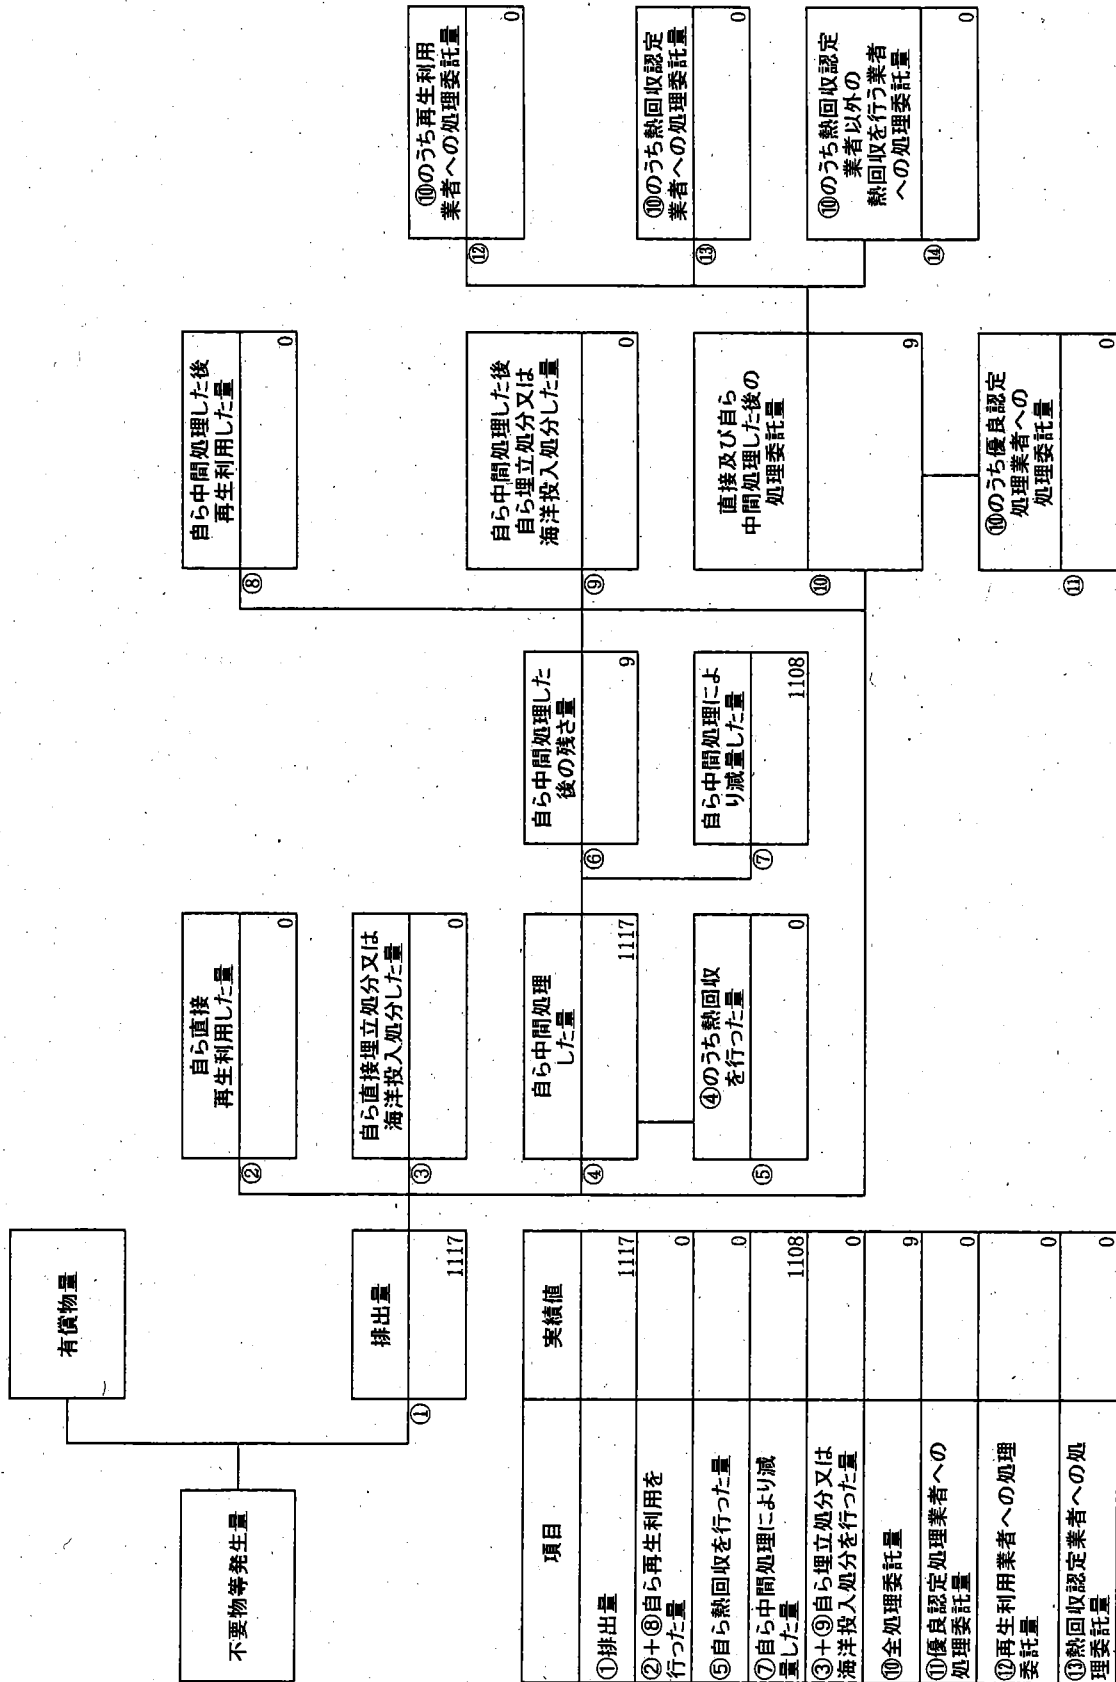 不要物等発生量
有償物量
①
排出量
1117
②
自ら直接
再生利用した量
0
③
自ら直接埋立処分又は
海洋投入処分した量
0
④
自ら中間処理
した量
1117
⑤
④のうち熱回収
を行った量
0
⑥
自ら中間処理した
後の残さ量
9
⑦
自ら中間処理によ
り減量した量
1108
⑧
自ら中間処理した後
再生利用した量
0
⑨
自ら中間処理した後
自ら埋立処分又は
海洋投入処分した量
0
⑩
直接及び自ら
中間処理した後の
処理委託量
9
⑪
⑩のうち優良認定
処理業者への
処理委託量
0
⑫
⑩のうち再生利用
業者への処理委託量
0
⑬
⑩のうち熱回収認定
業者への処理委託量
0
⑭
⑩のうち熱回収認定
業者以外の
熱回収を行う業者
への処理委託量
0
項目 実績値
①排出量 1117
②+⑧自ら再生利用を
行った量 0
⑤自ら熱回収を行った量 0
⑦自ら中間処理により減
量した量 1108
③+⑨自ら埋立処分又は
海洋投入処分を行った量 0
⑩全処理委託量 9
⑪優良認定処理業者への
処理委託量 0
⑫再生利用業者への処理
委託量 0
⑬熱回収認定業者への処
理委託量 0